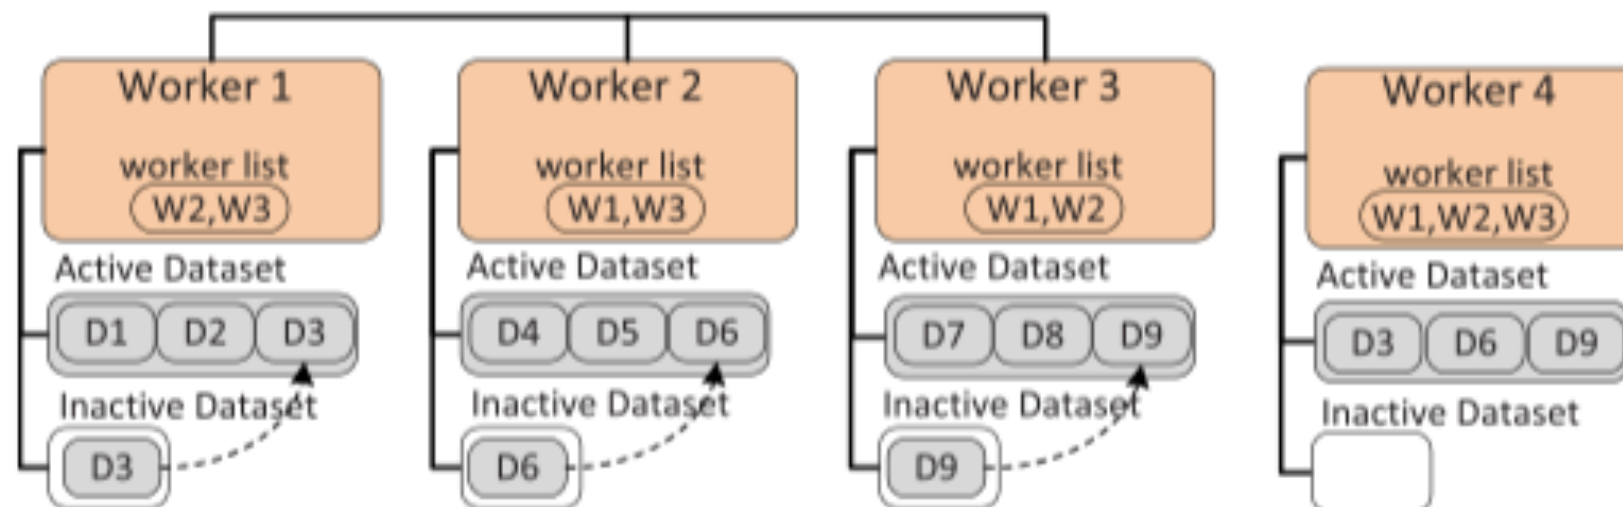 Worker 1
worker list
W2,W3
Active Dataset
D1 D2 D3
Inactive Dataset
D3
Worker 2
worker list
W1,W3
Active Dataset
D4 D5 D6
Inactive Dataset
D6
Worker 3
worker list
W1,W2
Active Dataset
D7 D8 D9
Inactive Dataset
D9
Worker 4
worker list
W1,W2,W3
Active Dataset
D3 D6 D9
Inactive Dataset